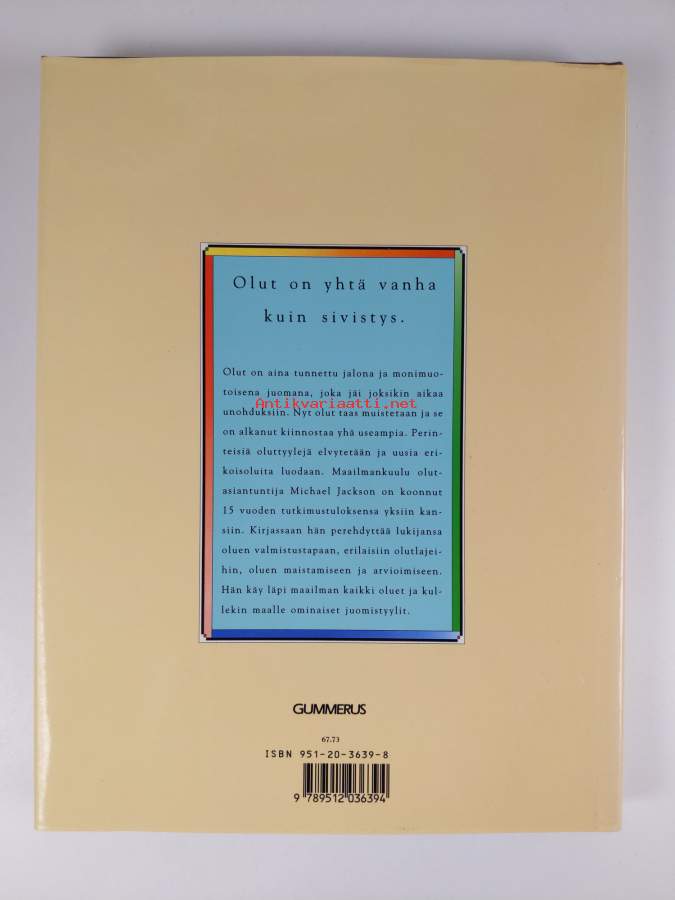 Olut on yhtä vanha
kuin sivistys.
Olut on aina tunnettu jalona ja monimuo-
toisena juomana, joka jäi joksikin aikaa
Antikvariaatti.net
unohduksiin. Nyt olut taas muistetaan ja se
on alkanut kiinnostaa yhä useampia. Perin-
teisiä oluttyylejä elvytetään ja uusia eri-
koisoluita luodaan. Maailmankuulu olut-
asiantuntija Michael Jackson on koonnut
15 vuoden tutkimustuloksensa yksiin kan-
siin. Kirjassaan hän perehdyttää lukijansa
oluen valmistustapaan, erilaisiin olutlajei-
hin, oluen maistamiseen ja arvioimiseen.
Hän käy läpi maailman kaikki oluet ja kul-
lekin maalle ominaiset juomistyylit.
GUMMERUS
67.73
ISBN 951-20-3639-8
9 789512 036394